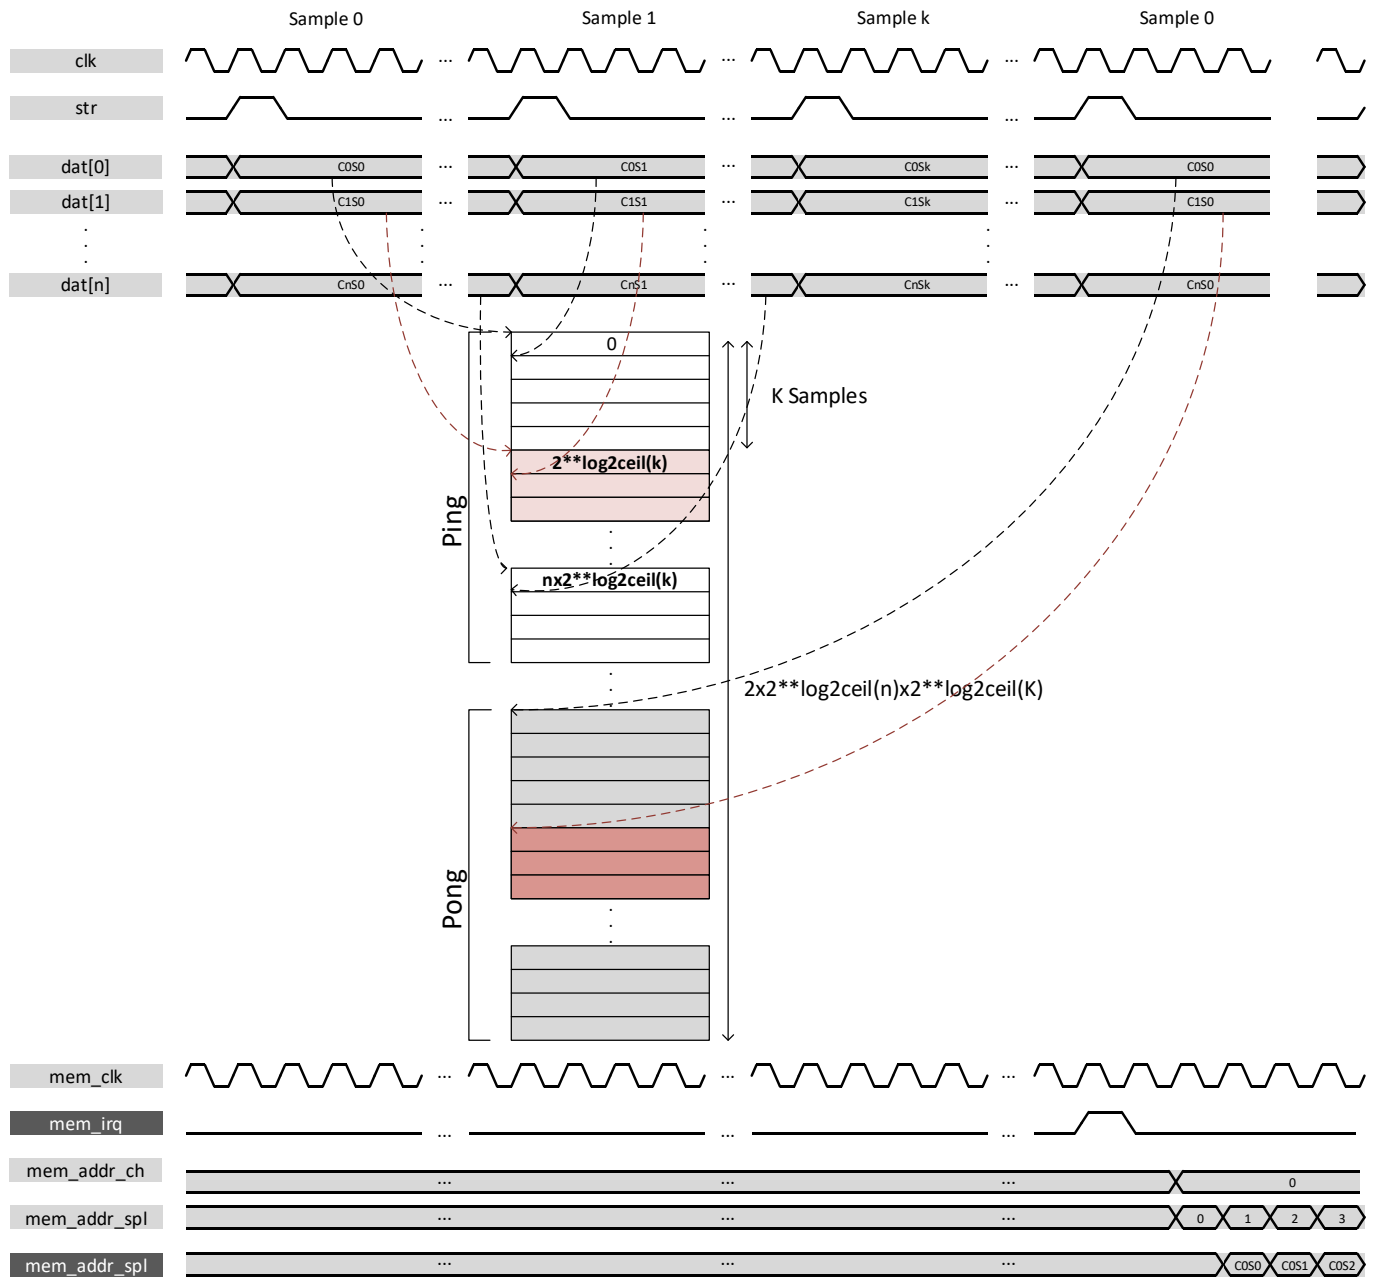 Sample 0 Sample 1 Sample k Sample 0
clk ... ... ...
str ... ... ...
dat[0] C0S0 ... C0S1 ... C0Sk ... C0S0
dat[1] C1S0 ... C1S1 ... C1Sk ... C1S0
dat[n] CnS0 ... CnS1 ... CnSk ... CnS0
0
K Samples
2**log2ceil(k)
Ping
nx2**log2ceil(k)
2x2**log2ceil(n)x2**log2ceil(K)
Pong
mem_clk ... ... ...
mem_irq ... ... ...
mem_addr_ch ... ... ... 0
mem_addr_spl ... ... ... 0 1 2 3
mem_addr_spl ... ... ... C0S0 C0S1 C0S2